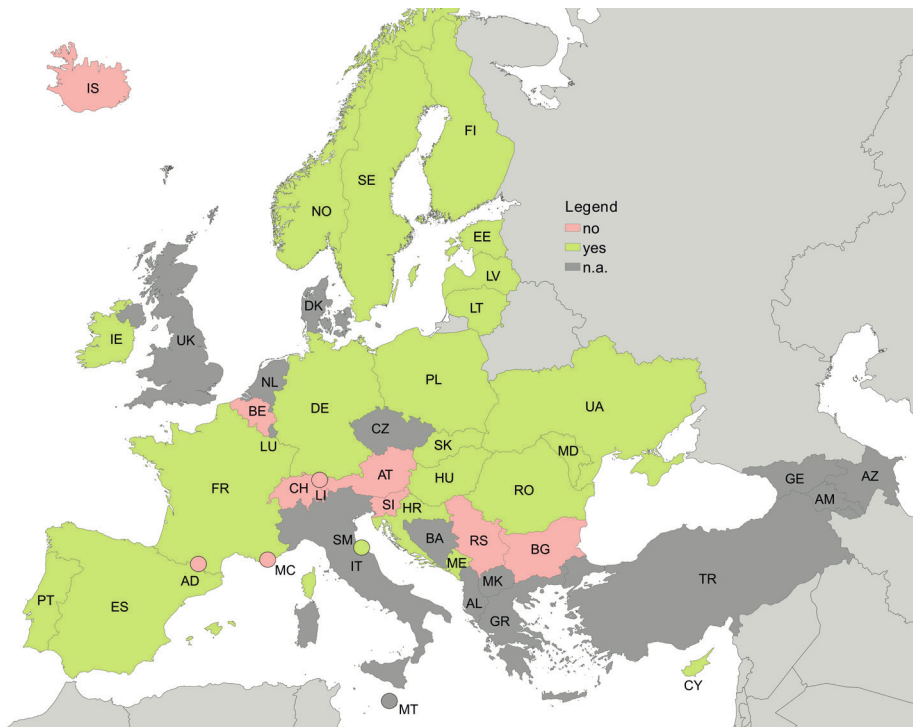 IS
FI
SE
NO
Legend
no
yes
n.a.
EE
LV
LT
DK
IE
UK
NL
PL
BE
DE
UA
CZ
LU
SK
MD
FR
CH
LI
AT
HU
RO
GE
AZ
AM
SI
HR
SM
BA
RS
BG
IT
ME
MK
AD
MC
PT
ES
AL
GR
TR
CY
MT